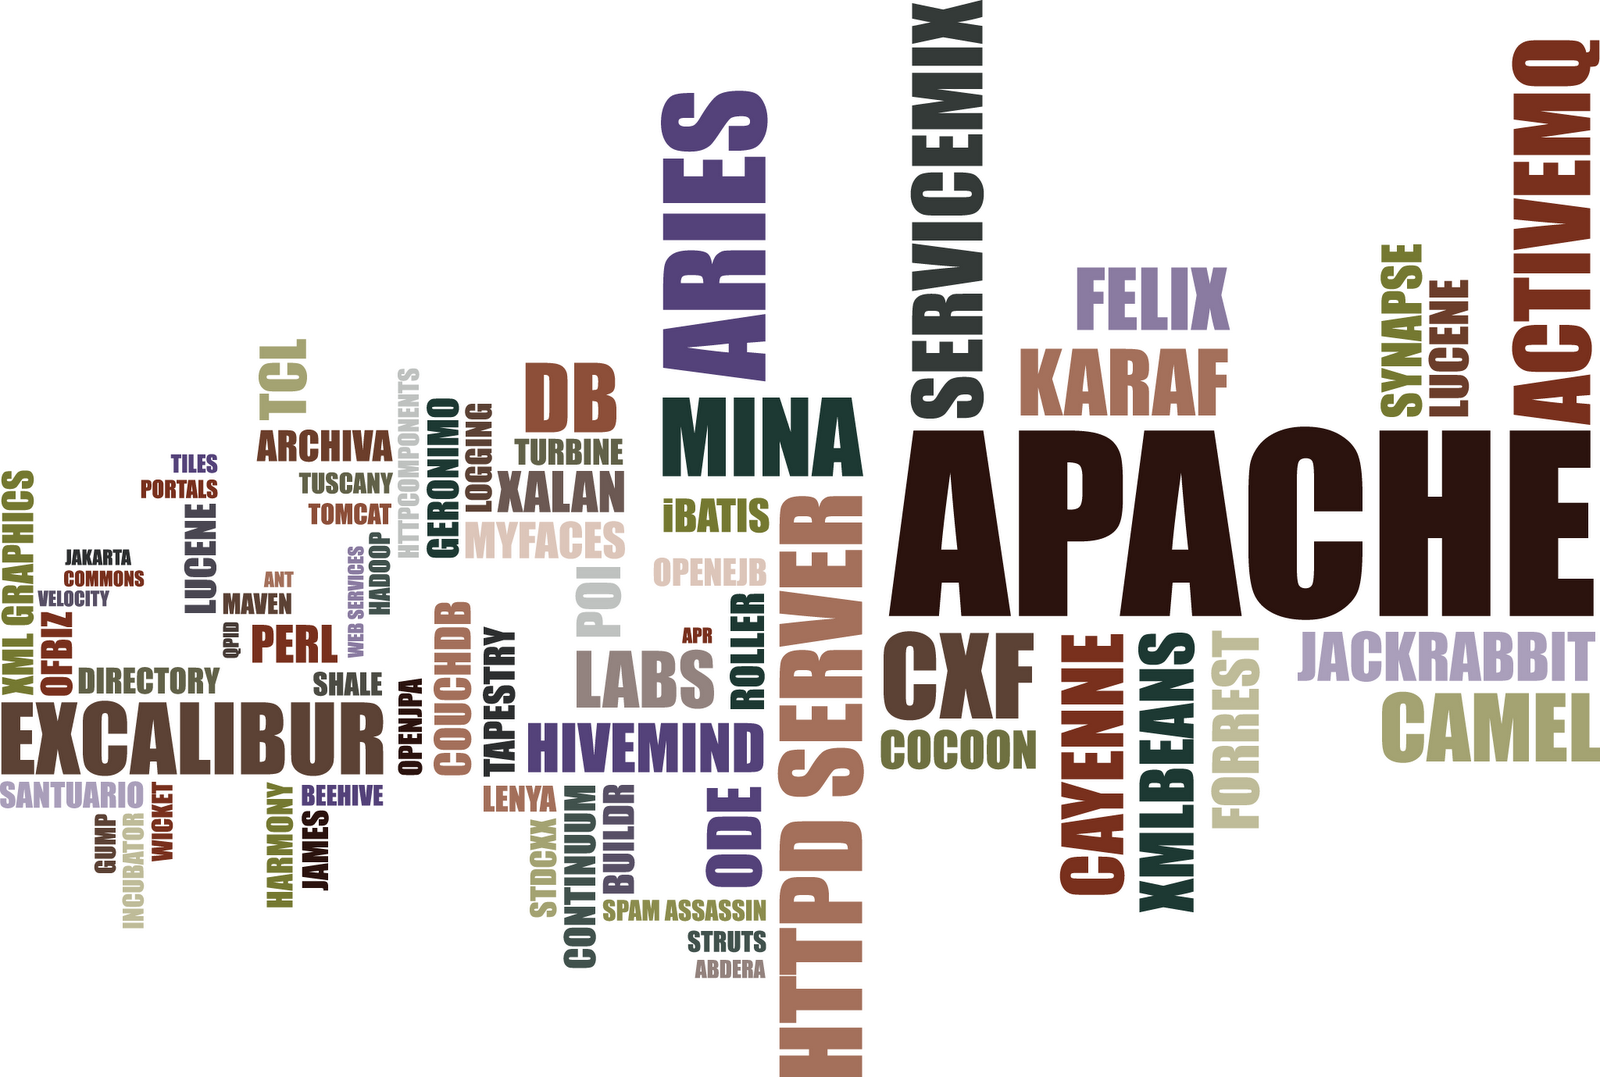 SERVICEMIX
ACTIVEMQ
ARIES
FELIX
SYNAPSE
LUCENE
KARAF
TCL
DB
HTTPCOMPONENTS
MINA
GERONIMO
LOGGING
ARCHIVA
TURBINE
APACHE
TILES
TUSCANY
XALAN
PORTALS
XML GRAPHICS
TOMCAT
iBATIS
HTTPD SERVER
LUCENE
MYFACES
JAKARTA
COMMONS
VELOCITY
ANT
MAVEN
WEB SERVICES
HADOOP
POI
OPENEJB
OFBIZ
QPID
PERL
COUCHDB
TAPESTRY
APR
ROLLER
LABS
DIRECTORY
SHALE
OPENJPA
CXF
CAYENNE
XMLBEANS
FORREST
JACKRABBIT
CAMEL
EXCALIBUR
HIVEMIND
COCOON
SANTUARIO
WICKET
HARMONY
BEEHIVE
LENYA
CONTINUUM
BUILDR
ODE
GUMP
INCUBATOR
JAMES
STDCXX
SPAM ASSASSIN
STRUTS
ABDERA